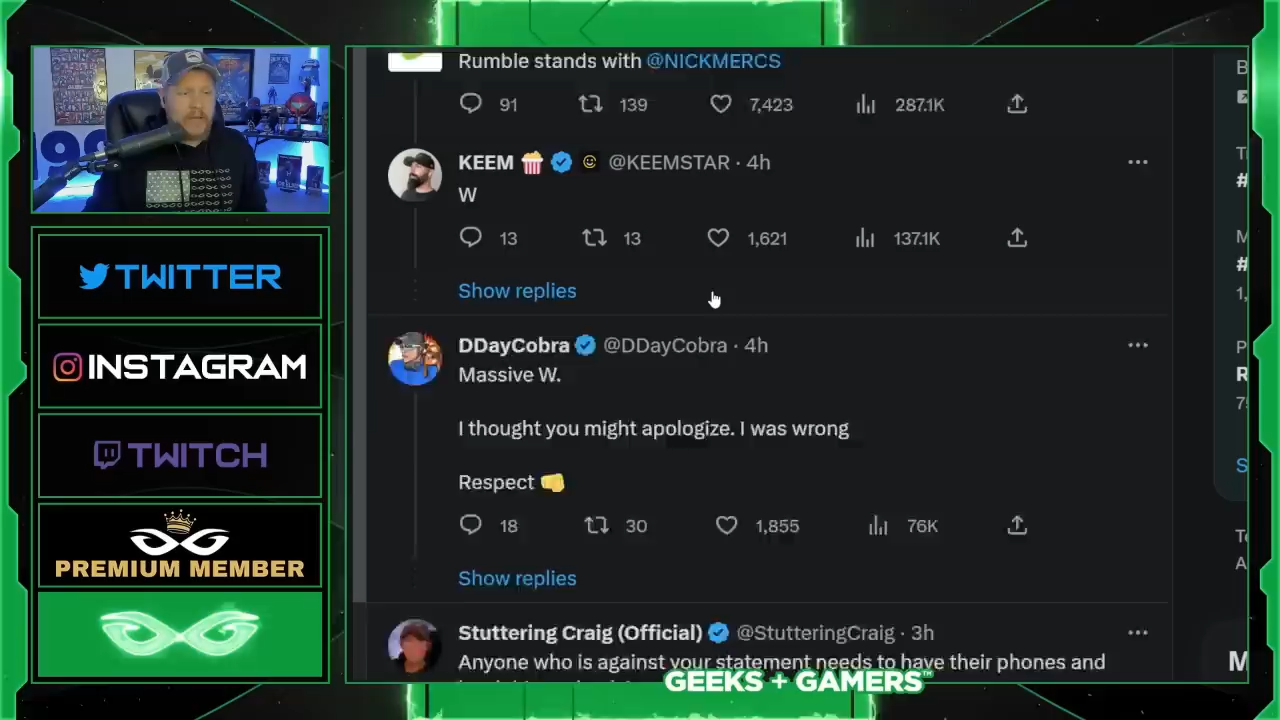 Rumble stands with @NICKMERCS
91 139 7,423 287.1K
KEEM @KEEMSTAR · 4h
W
13 13 1,621 137.1K
Show replies
DDayCobra @DDayCobra · 4h
Massive W.
I thought you might apologize. I was wrong
Respect
18 30 1,855 76K
Show replies
Stuttering Craig (Official) @StutteringCraig · 3h
Anyone who is against your statement needs to have their phones and
TWITTER
INSTAGRAM
TWITCH
PREMIUM MEMBER
GEEKS + GAMERS™